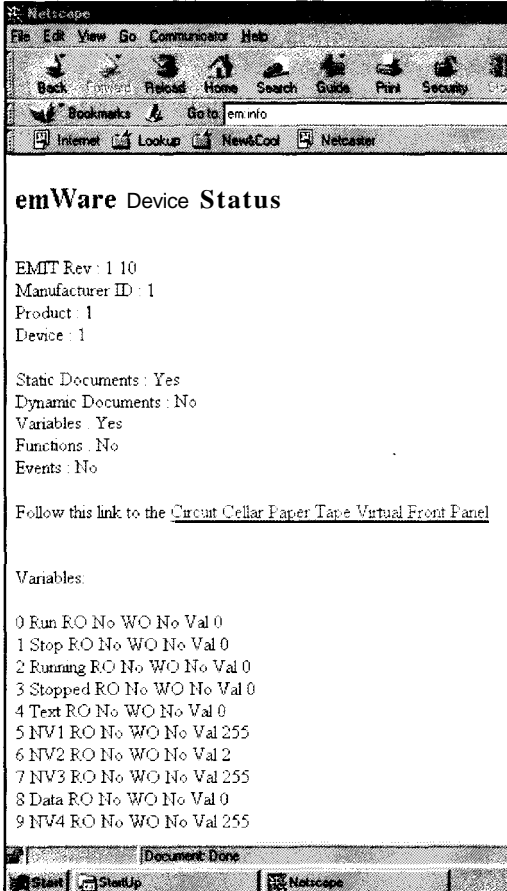 Netscape
File Edit View Go Communicator Help
Back Forward Reload Home Search Guide Print Security
Bookmarks Go to: em.info
Internet Lookup New&Cool Netcaster
emWare Device Status
EMIT Rev : 1 10
Manufacturer ID : 1
Product : 1
Device : 1
Static Documents : Yes
Dynamic Documents : No
Variables : Yes
Functions : No
Events : No
Follow this link to the Circuit Cellar Paper Tape Virtual Front Panel
Variables:
0 Run RO No WO No Val 0
1 Stop RO No WO No Val 0
2 Running RO No WO No Val 0
3 Stopped RO No WO No Val 0
4 Text RO No WO No Val 0
5 NV1 RO No WO No Val 255
6 NV2 RO No WO No Val 2
7 NV3 RO No WO No Val 255
8 Data RO No WO No Val 0
9 NV4 RO No WO No Val 255
Document: Done
Start StartUp Netscape